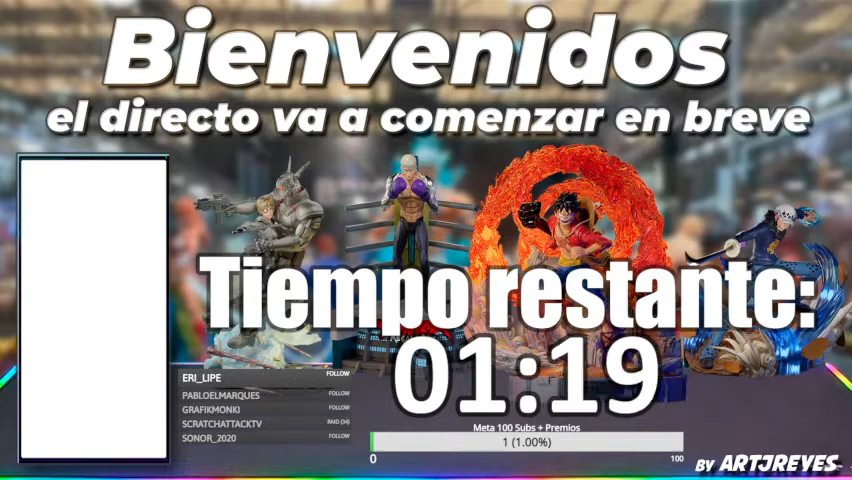 Bienvenidos
el directo va a comenzar en breve
Tiempo restante:
01:19
ERI_LIPE FOLLOW
PABLOELMARQUES FOLLOW
GRAFIKMONKI FOLLOW
SCRATCHATTACKTV RAID (34)
SONOR_2020 FOLLOW
Meta 100 Subs + Premios
1 (1.00%)
0 100
BY ARTJREYES